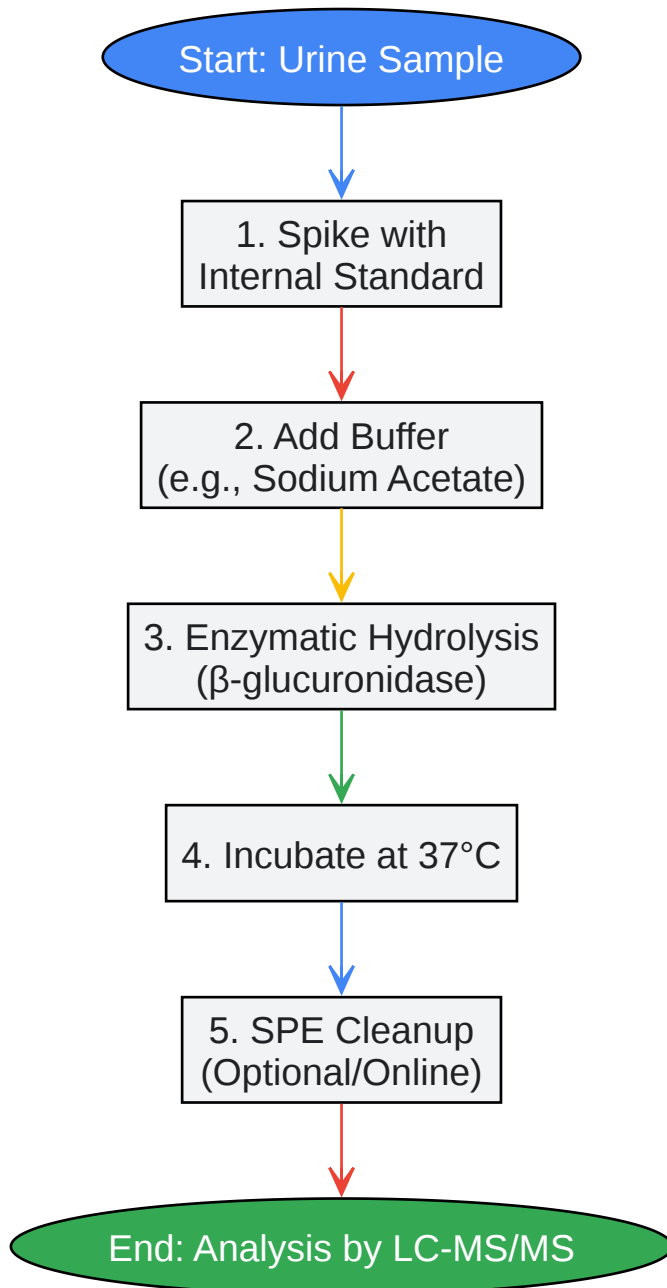 Start: Urine Sample
1. Spike with
Internal Standard
2. Add Buffer
(e.g., Sodium Acetate)
3. Enzymatic Hydrolysis
(β-glucuronidase)
4. Incubate at 37°C
5. SPE Cleanup
(Optional/Online)
End: Analysis by LC-MS/MS